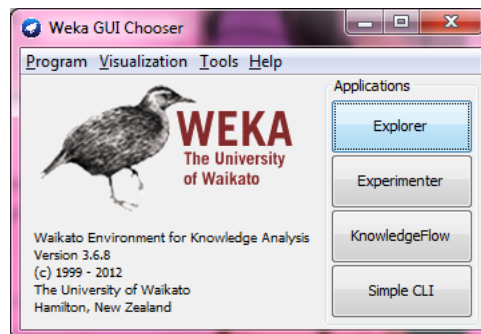 Weka GUI Chooser
Program Visualization Tools Help
Applications
WEKA
The University
of Waikato
Explorer
Experimenter
KnowledgeFlow
Simple CLI
Waikato Environment for Knowledge Analysis
Version 3.6.8
(c) 1999 - 2012
The University of Waikato
Hamilton, New Zealand